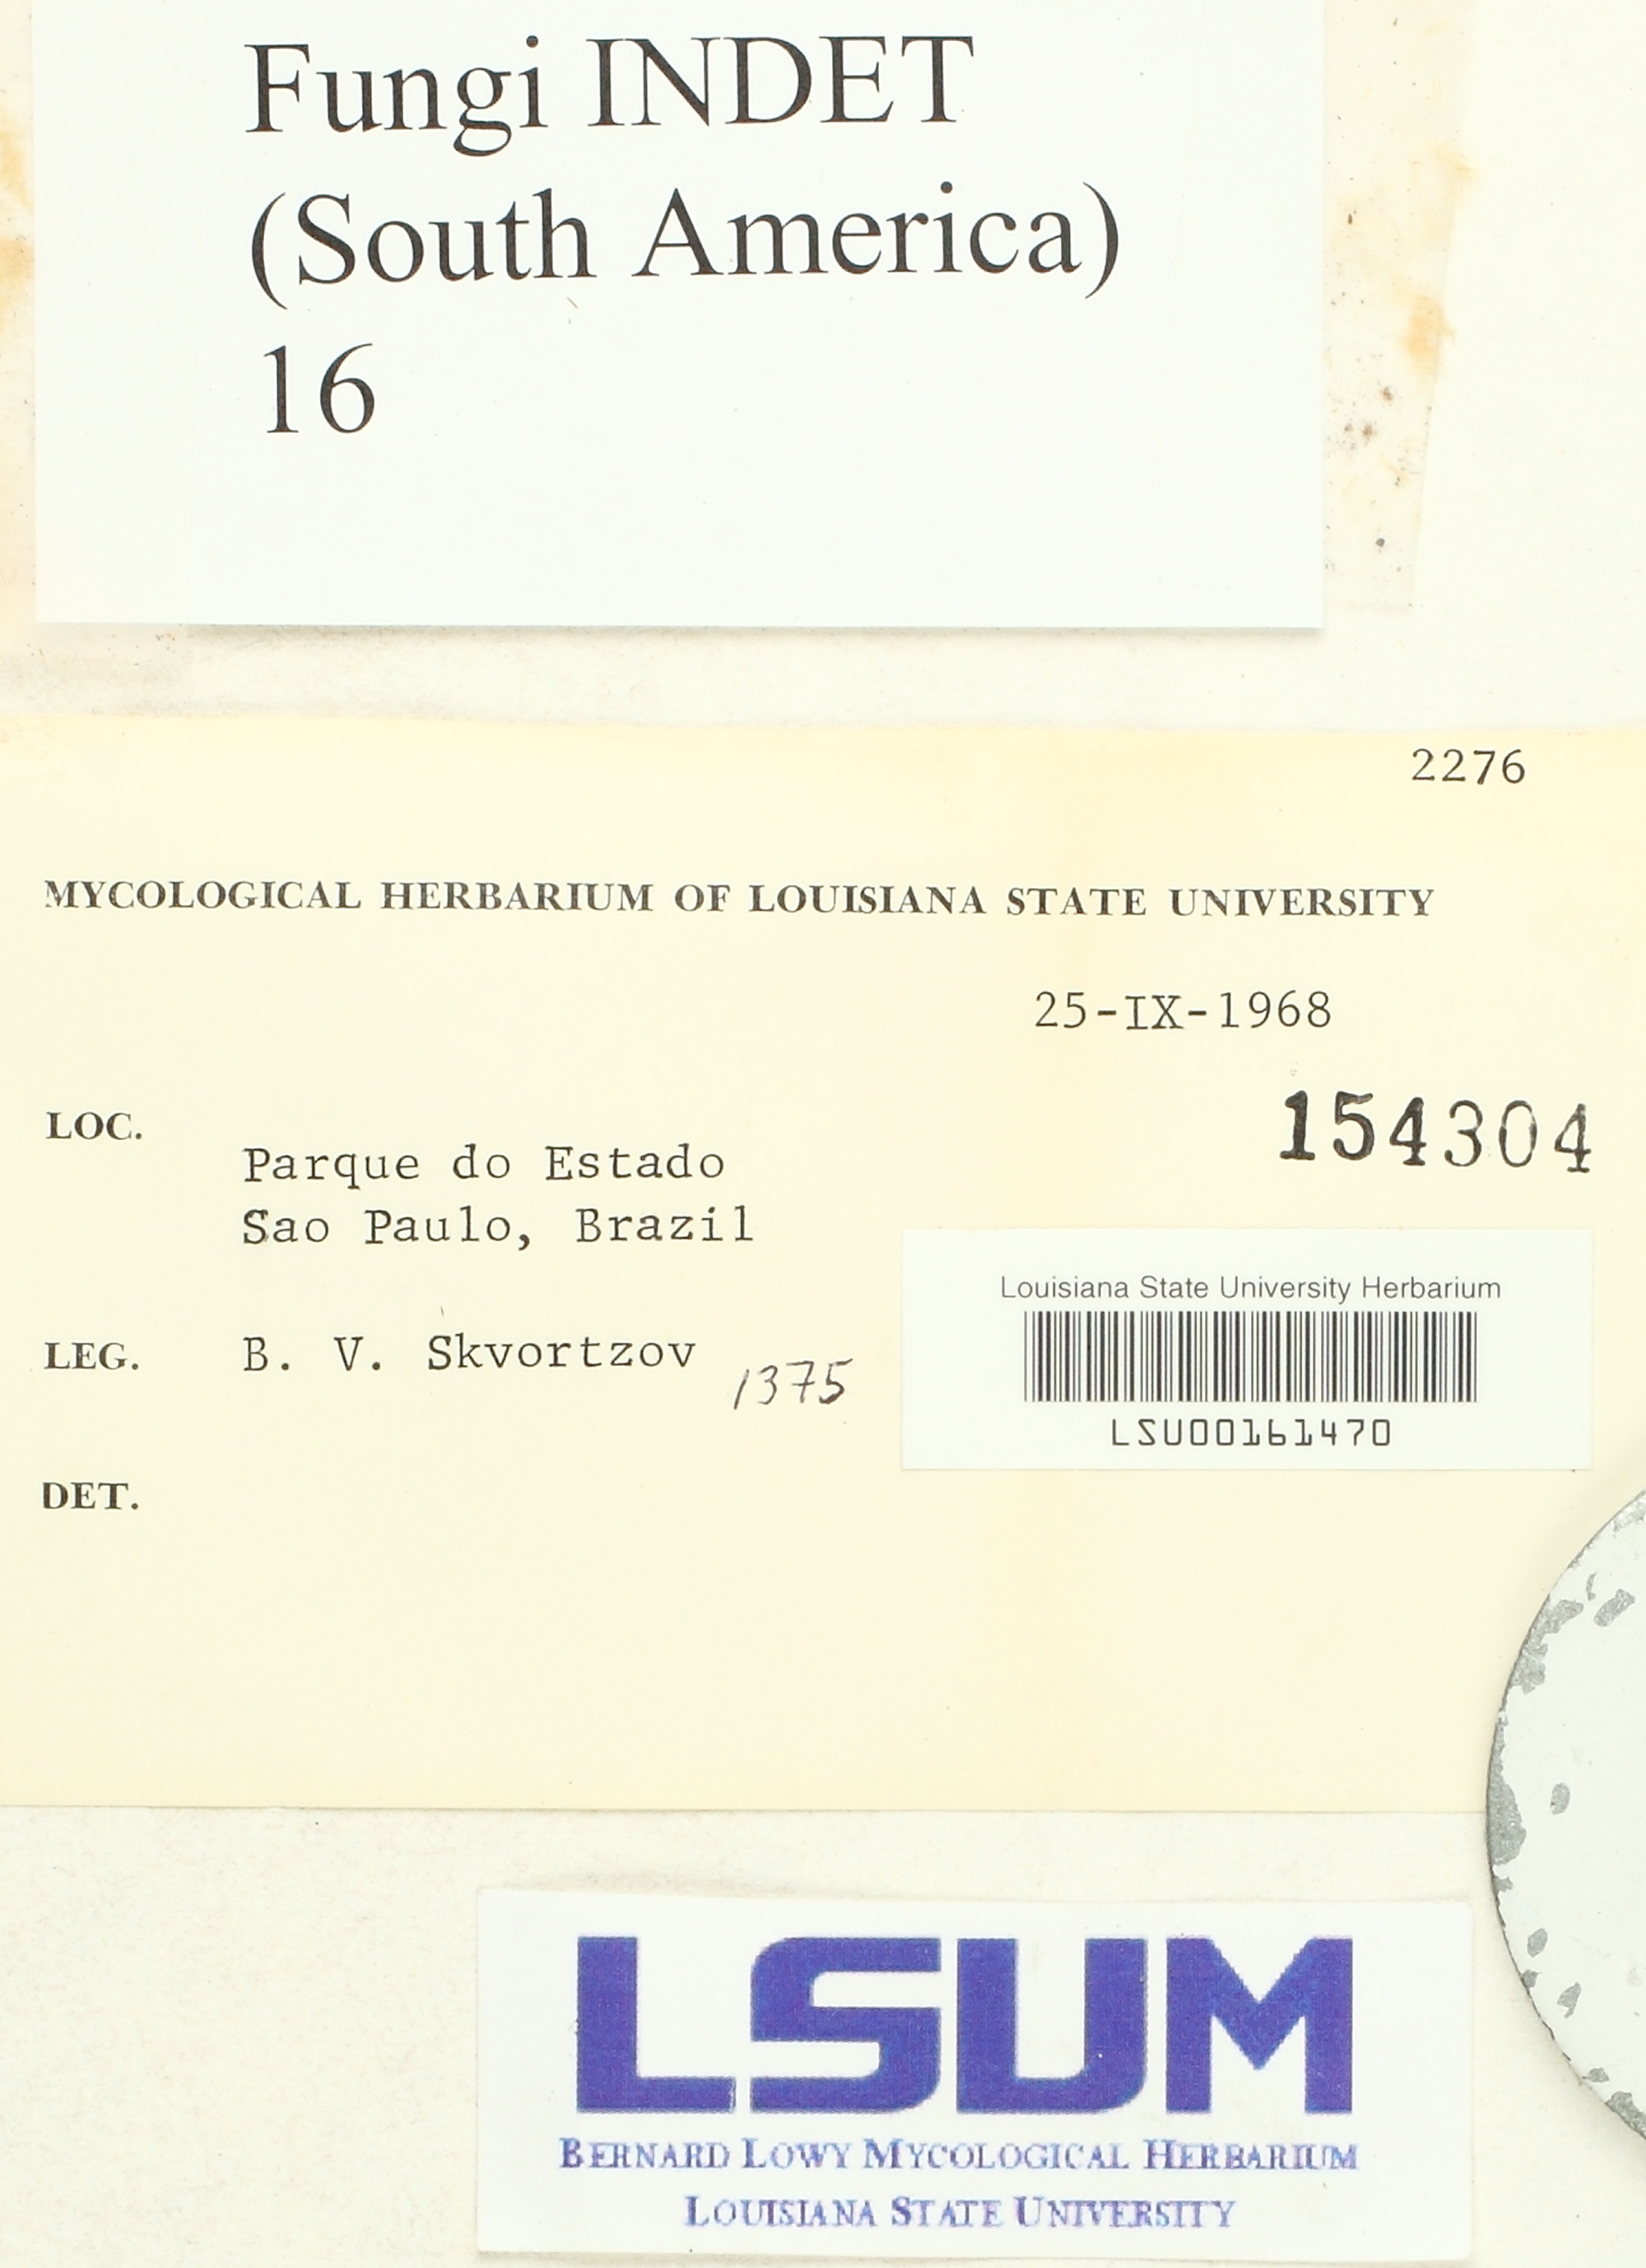 Fungi INDET
(South America)
16
2276
MYCOLOGICAL HERBARIUM OF LOUISIANA STATE UNIVERSITY
25-IX-1968
154304
LOC.
Parque do Estado
Sao Paulo, Brazil
Louisiana State University Herbarium
LEG. B. V. Skvortzov 1375
LSU00161470
DET.
LSUM
BERNARD LOWY MYCOLOGICAL HERBARIUM
LOUISIANA STATE UNIVERSITY